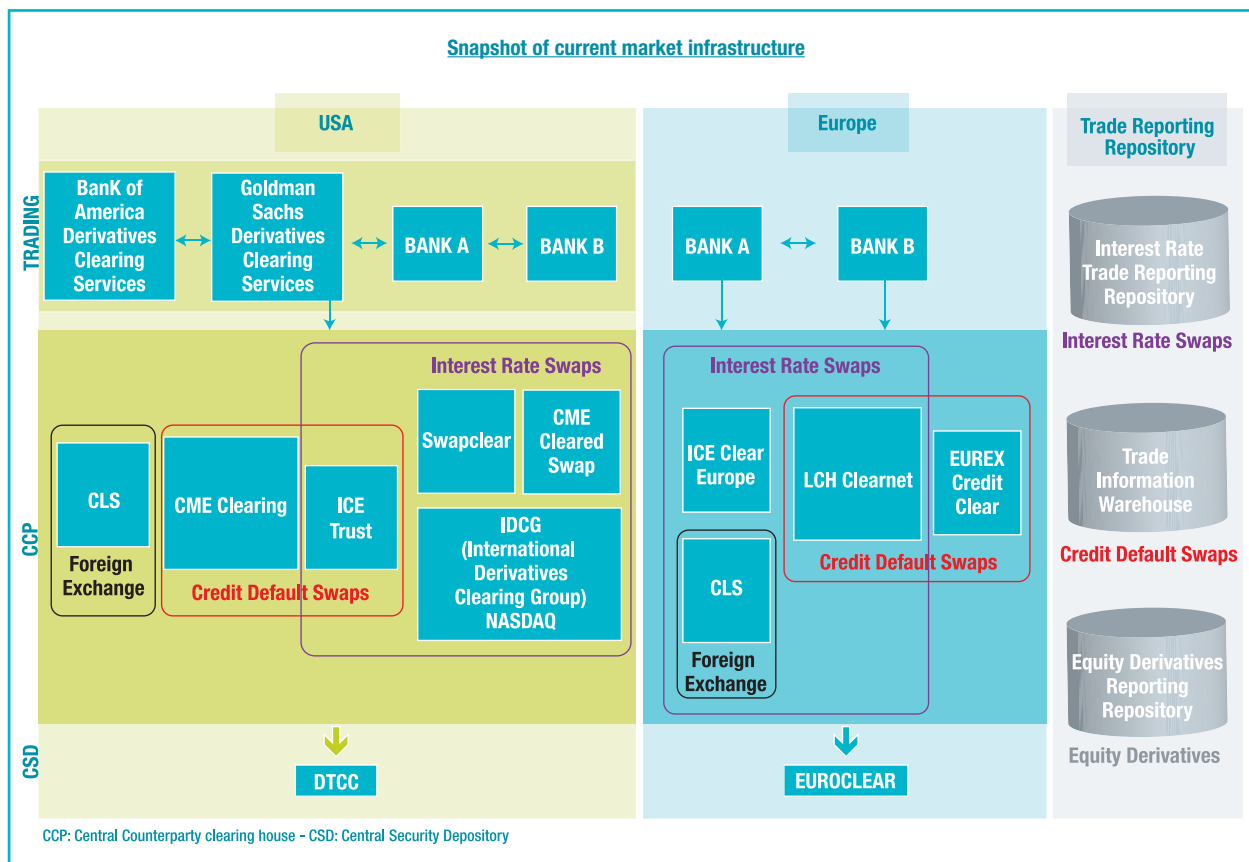 Snapshot of current market infrastructure
USA
Europe
Trade Reporting
Repository
TRADING
BanK of
America
Derivatives
Clearing
Services
Goldman
Sachs
Derivatives
Clearing
Services
BANK A
BANK B
BANK A
BANK B
Interest Rate
Trade Reporting
Repository
Interest Rate Swaps
CCP
CLS
Foreign
Exchange
CME Clearing
ICE
Trust
Credit Default Swaps
Interest Rate Swaps
Swapclear
CME
Cleared
Swap
IDCG
(International
Derivatives
Clearing Group)
NASDAQ
Interest Rate Swaps
ICE Clear
Europe
LCH Clearnet
EUREX
Credit
Clear
Credit Default Swaps
CLS
Foreign
Exchange
Trade
Information
Warehouse
Credit Default Swaps
Equity Derivatives
Reporting
Repository
Equity Derivatives
CSD
DTCC
EUROCLEAR
CCP: Central Counterparty clearing house - CSD: Central Security Depository